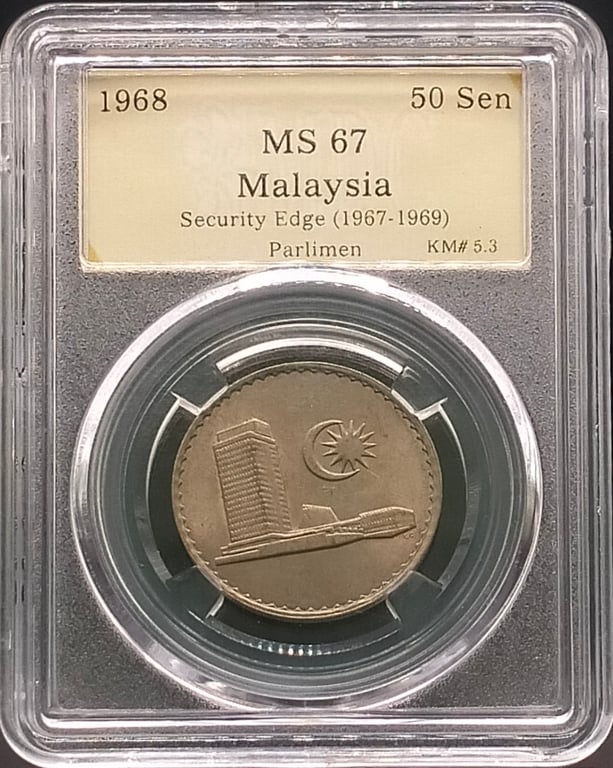 1968 50 Sen
MS 67
Malaysia
Security Edge (1967-1969)
Parlimen KM# 5.3